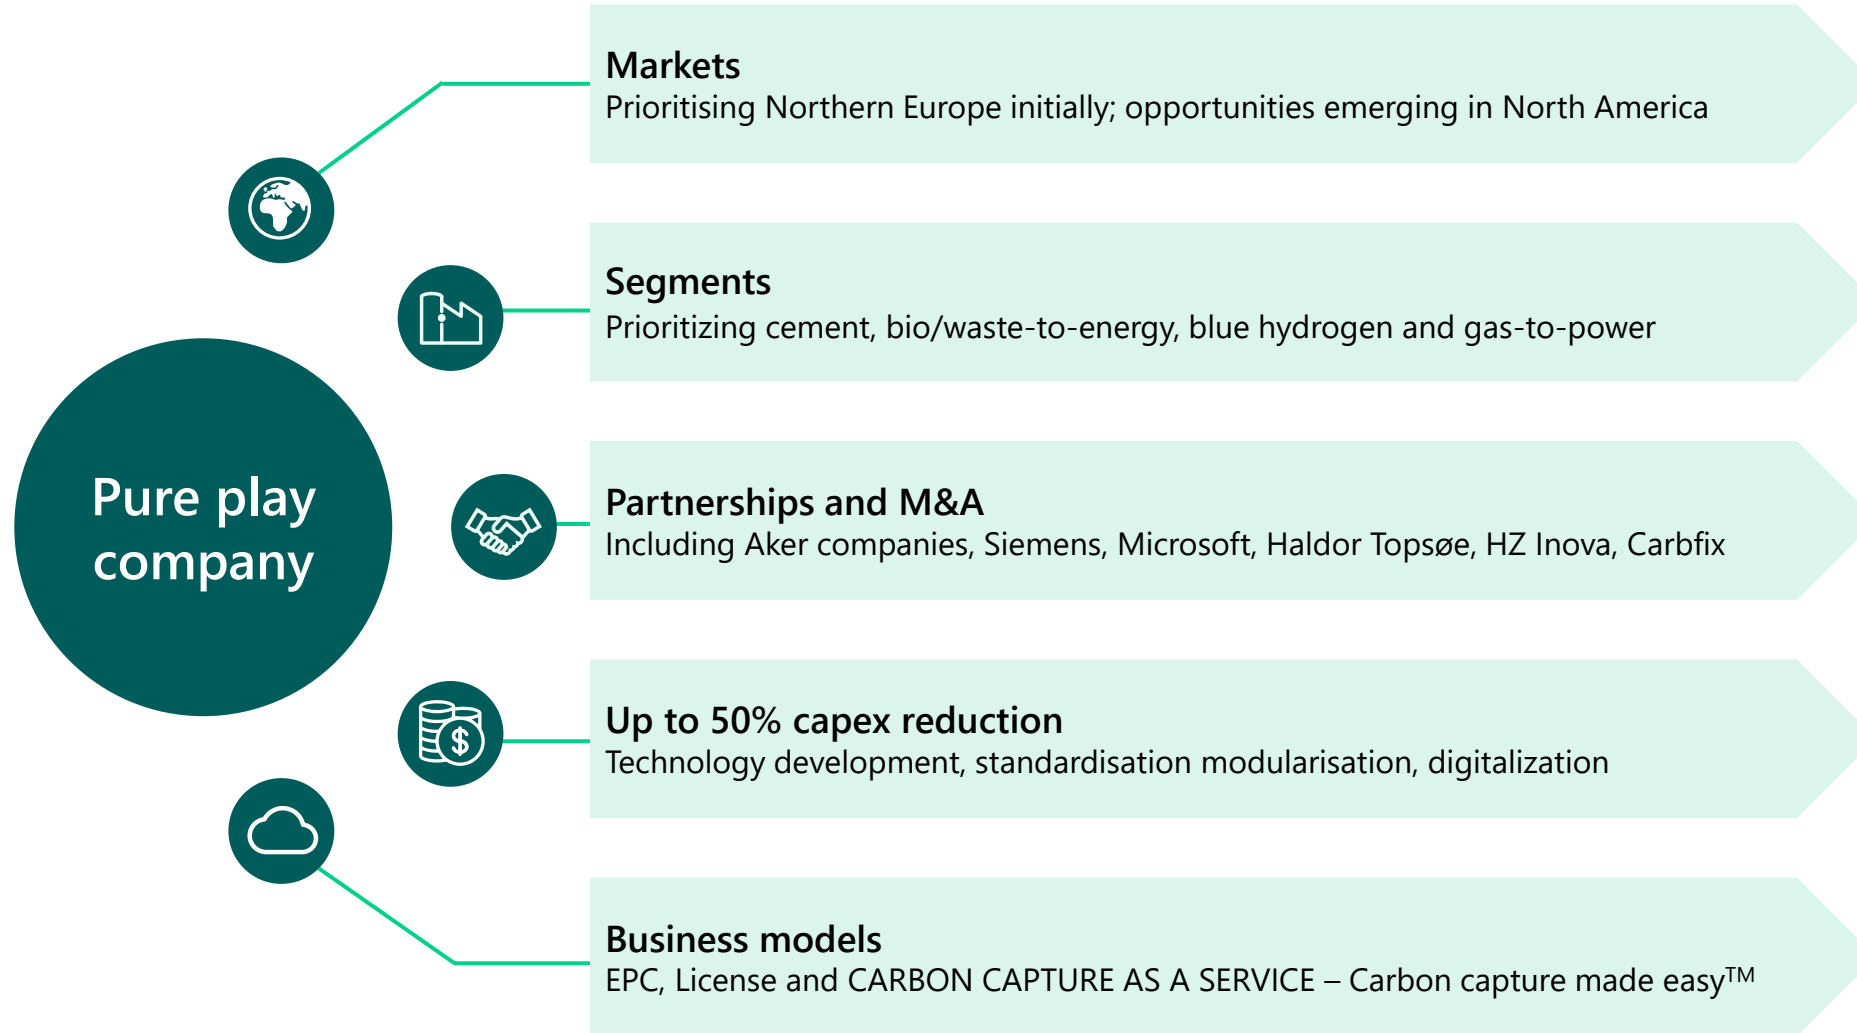 Pure play
company
Markets
Prioritising Northern Europe initially; opportunities emerging in North America
Segments
Prioritizing cement, bio/waste-to-energy, blue hydrogen and gas-to-power
Partnerships and M&A
Including Aker companies, Siemens, Microsoft, Haldor Topsøe, HZ Inova, Carbfix
Up to 50% capex reduction
Technology development, standardisation modularisation, digitalization
Business models
EPC, License and CARBON CAPTURE AS A SERVICE – Carbon capture made easy™
$